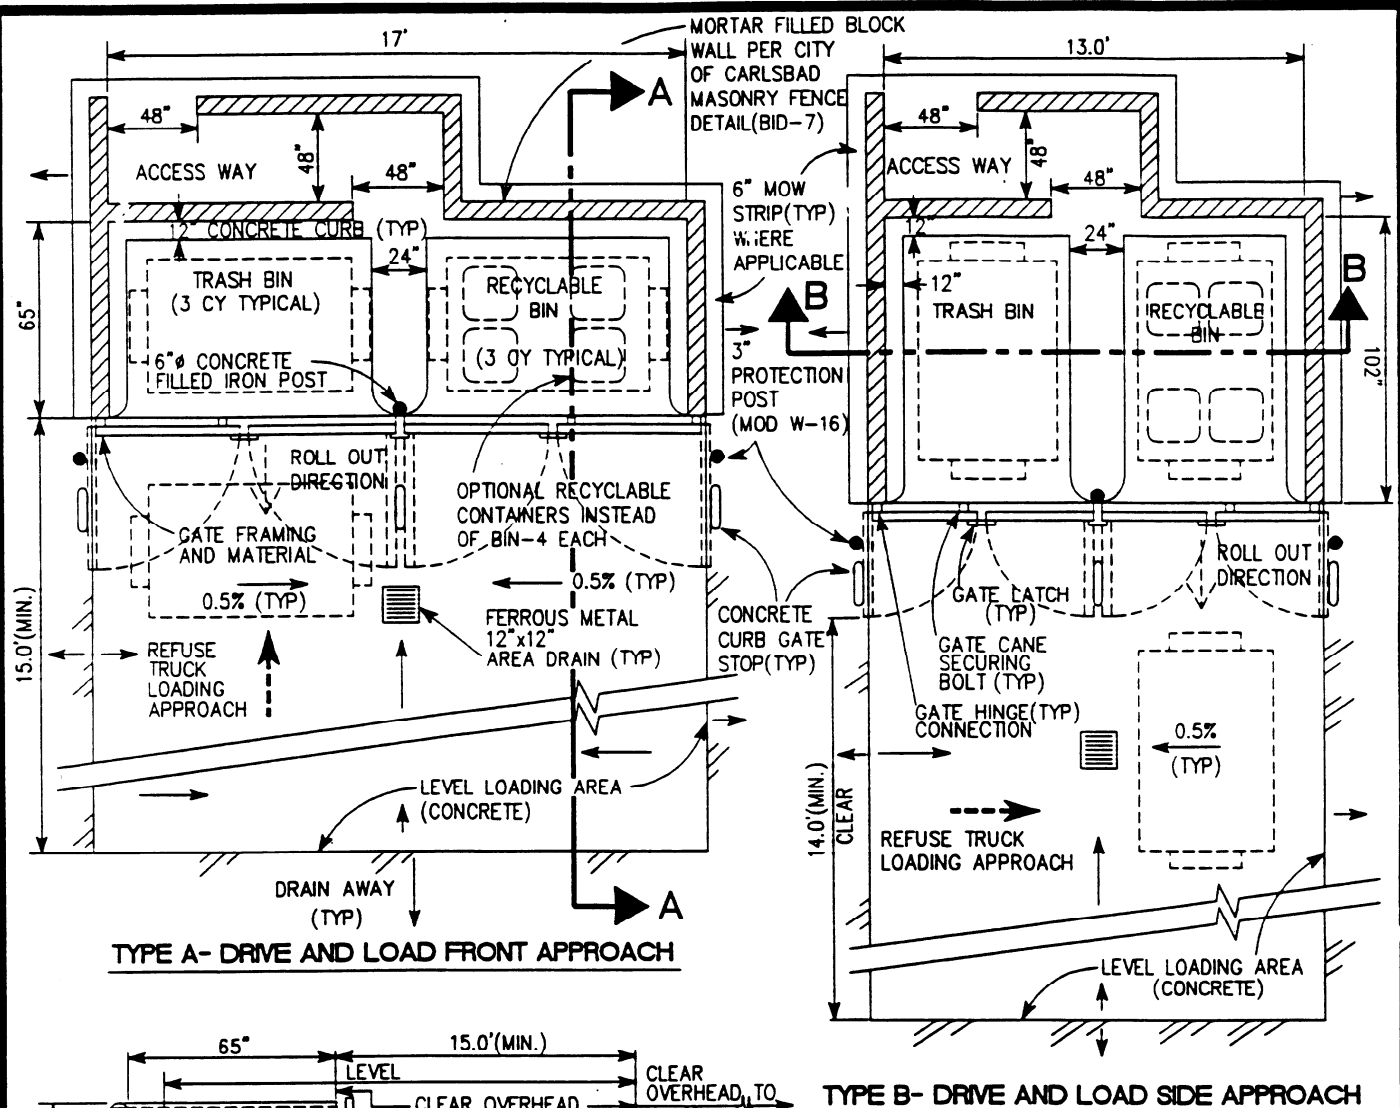 17'
MORTAR FILLED BLOCK
WALL PER CITY
OF CARLSBAD
MASONRY FENCE
DETAIL(BID-7)
A
48"
48"
ACCESS WAY
48"
12" CONCRETE CURB (TYP)
24"
TRASH BIN
(3 CY TYPICAL)
RECYCLABLE
BIN
(3 CY TYPICAL)
65"
6"ø CONCRETE
FILLED IRON POST
6" MOW
STRIP(TYP)
WHERE
APPLICABLE
3"
PROTECTION
POST
(MOD W-16)
ROLL OUT
DIRECTION
OPTIONAL RECYCLABLE
CONTAINERS INSTEAD
OF BIN-4 EACH
GATE FRAMING
AND MATERIAL
0.5% (TYP)
0.5% (TYP)
15.0'(MIN.)
FERROUS METAL
12"x12"
AREA DRAIN (TYP)
REFUSE
TRUCK
LOADING
APPROACH
CONCRETE
CURB GATE
STOP(TYP)
LEVEL LOADING AREA
(CONCRETE)
DRAIN AWAY
(TYP)
A
TYPE A- DRIVE AND LOAD FRONT APPROACH
13.0'
48"
48"
ACCESS WAY
48"
12"
24"
12"
B
B
TRASH BIN
RECYCLABLE
BIN
102"
ROLL OUT
DIRECTION
GATE LATCH
(TYP)
GATE CANE
SECURING
BOLT (TYP)
GATE HINGE(TYP)
CONNECTION
0.5%
(TYP)
14.0'(MIN.)
CLEAR
REFUSE TRUCK
LOADING APPROACH
LEVEL LOADING AREA
(CONCRETE)
TYPE B- DRIVE AND LOAD SIDE APPROACH
65"
15.0'(MIN.)
LEVEL
CLEAR
OVERHEAD TO
CLEAR OVERHEAD